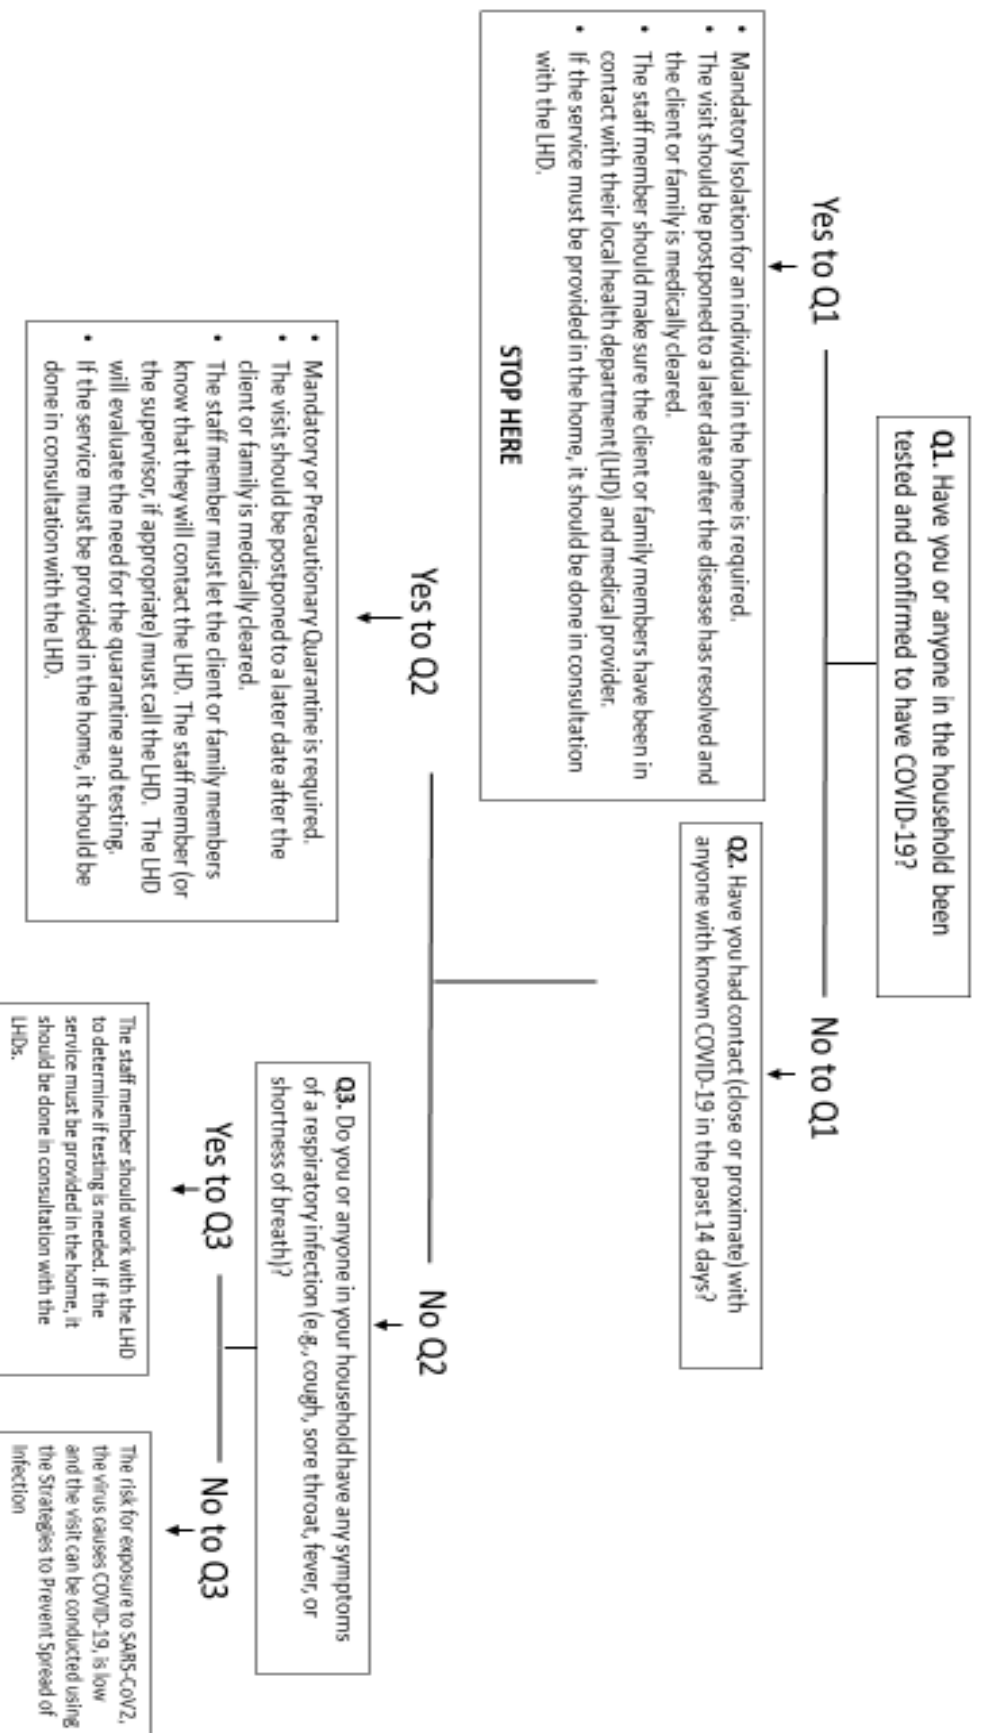 Q1. Have you or anyone in the household been
tested and confirmed to have COVID-19?
Yes to Q1
No to Q1
• Mandatory Isolation for an individual in the home is required.
• The visit should be postponed to a later date after the disease has resolved and
the client or family is medically cleared.
• The staff member should make sure the client or family members have been in
contact with their local health department (LHD) and medical provider.
• If the service must be provided in the home, it should be done in consultation
with the LHD.
STOP HERE
Q2. Have you had contact (close or proximate) with
anyone with known COVID-19 in the past 14 days?
Yes to Q2
No Q2
• Mandatory or Precautionary Quarantine is required.
• The visit should be postponed to a later date after the
client or family is medically cleared.
• The staff member must let the client or family members
know that they will contact the LHD. The staff member (or
the supervisor, if appropriate) must call the LHD. The LHD
will evaluate the need for the quarantine and testing.
• If the service must be provided in the home, it should be
done in consultation with the LHD.
Q3. Do you or anyone in your household have any symptoms
of a respiratory infection (e.g., cough, sore throat, fever, or
shortness of breath)?
Yes to Q3
No to Q3
The staff member should work with the LHD
to determine if testing is needed. If the
service must be provided in the home, it
should be done in consultation with the
LHDs.
The risk for exposure to SARS-CoV2,
the virus causes COVID-19, is low
and the visit can be conducted using
the Strategies to Prevent Spread of
Infection